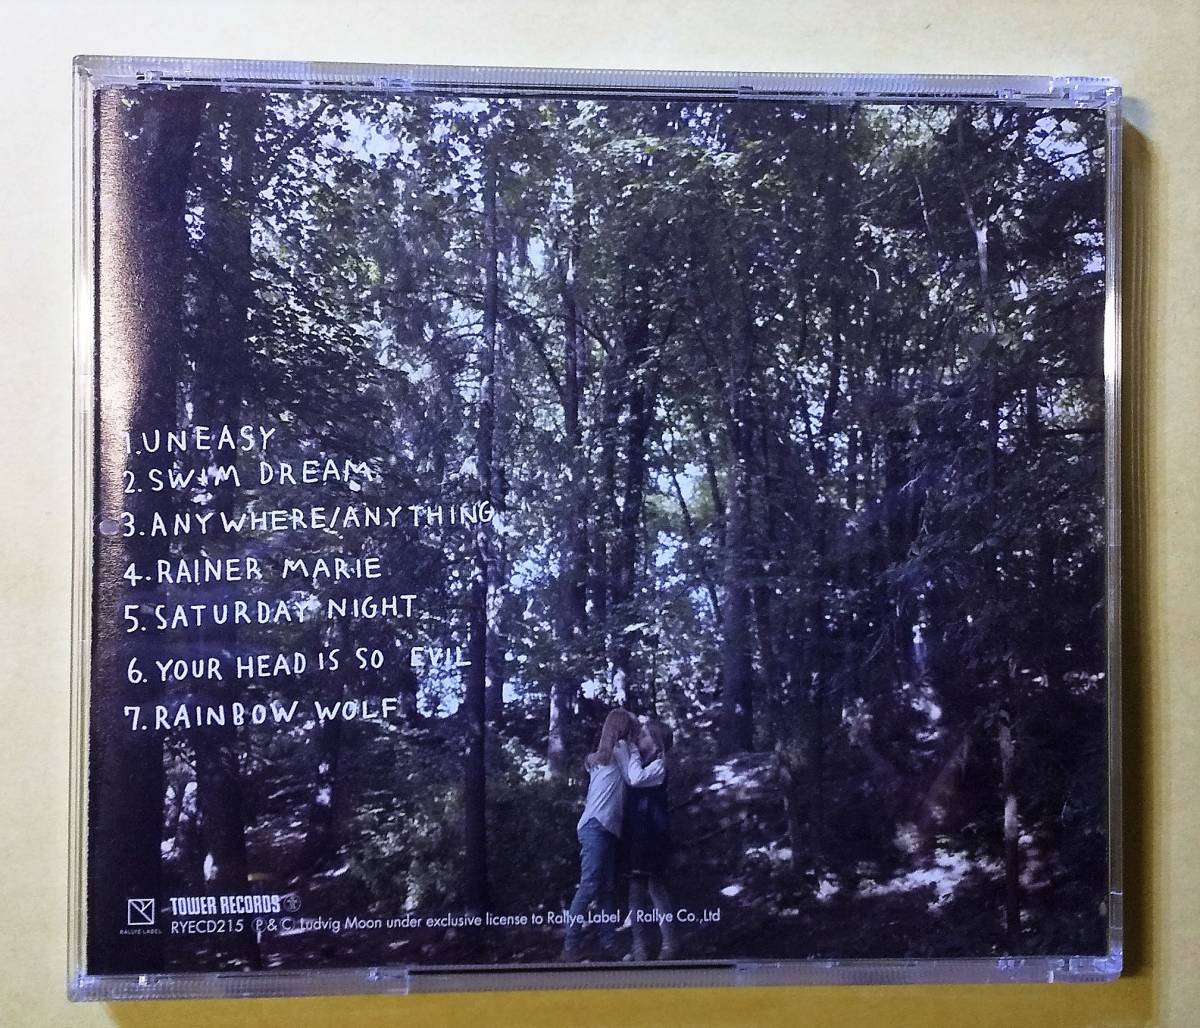 1. UNEASY
2. SWIM DREAM
3. ANYWHERE/ANYTHING
4. RAINER MARIE
5. SATURDAY NIGHT
6. YOUR HEAD IS SO EVIL
7. RAINBOW WOLF
RALLYE LABEL
TOWER RECORDS
RYECD215 ℗ & © Ludvig Moon under exclusive license to Rallye Label / Rallye Co.,Ltd